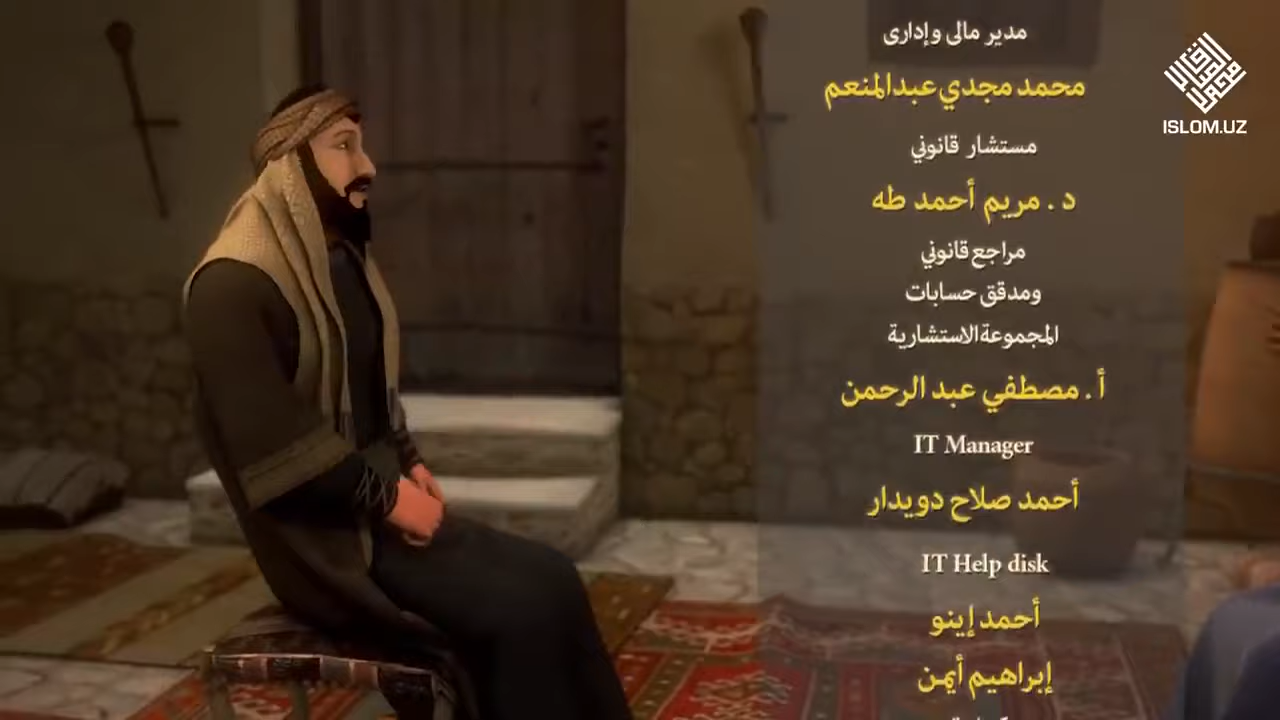 مدير مالى وإدارى
محمد مجدي عبدالمنعم
مستشار قانوني
د . مريم أحمد طه
مراجع قانوني
ومدقق حسابات
المجموعة الاستشارية
أ . مصطفي عبد الرحمن
IT Manager
أحمد صلاح دويدار
IT Help disk
أحمد إينو
إبراهيم أيمن
ISLOM.UZ